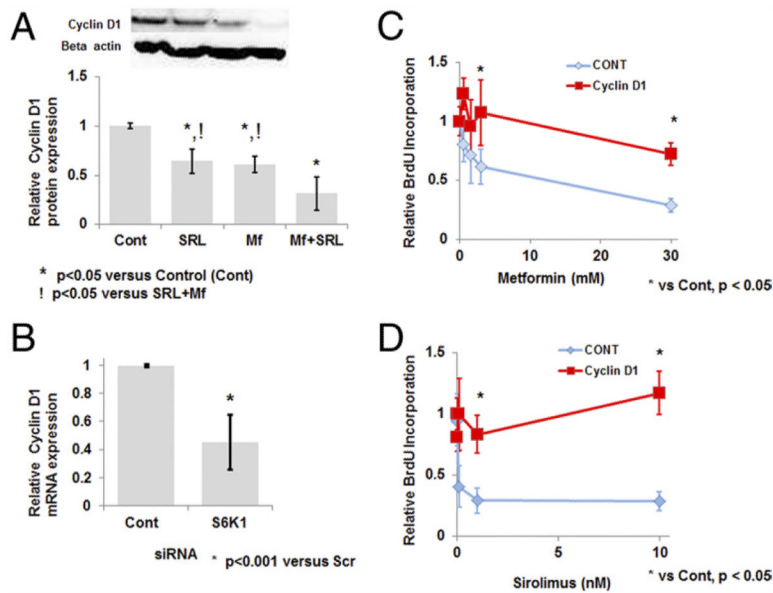 A
Cyclin D1
Beta actin
Relative Cyclin D1
protein expression
1.5
1
0.5
0
*,!
*,!
*
Cont SRL Mf Mf+SRL
* p<0.05 versus Control (Cont)
! p<0.05 versus SRL+Mf
B
Relative Cyclin D1
mRNA expression
1
0.8
0.6
0.4
0.2
0
*
Cont S6K1
siRNA * p<0.001 versus Scr
C
CONT
Cyclin D1
Relative BrdU Incorporation
1.5
1
0.5
0
*
*
0 10 20 30
Metformin (mM)
* vs Cont, p < 0.05
D
CONT
Cyclin D1
Relative BrdU Incorporation
1.5
1
0.5
0
*
*
0 5 10
Sirolimus (nM)
* vs Cont, p < 0.05